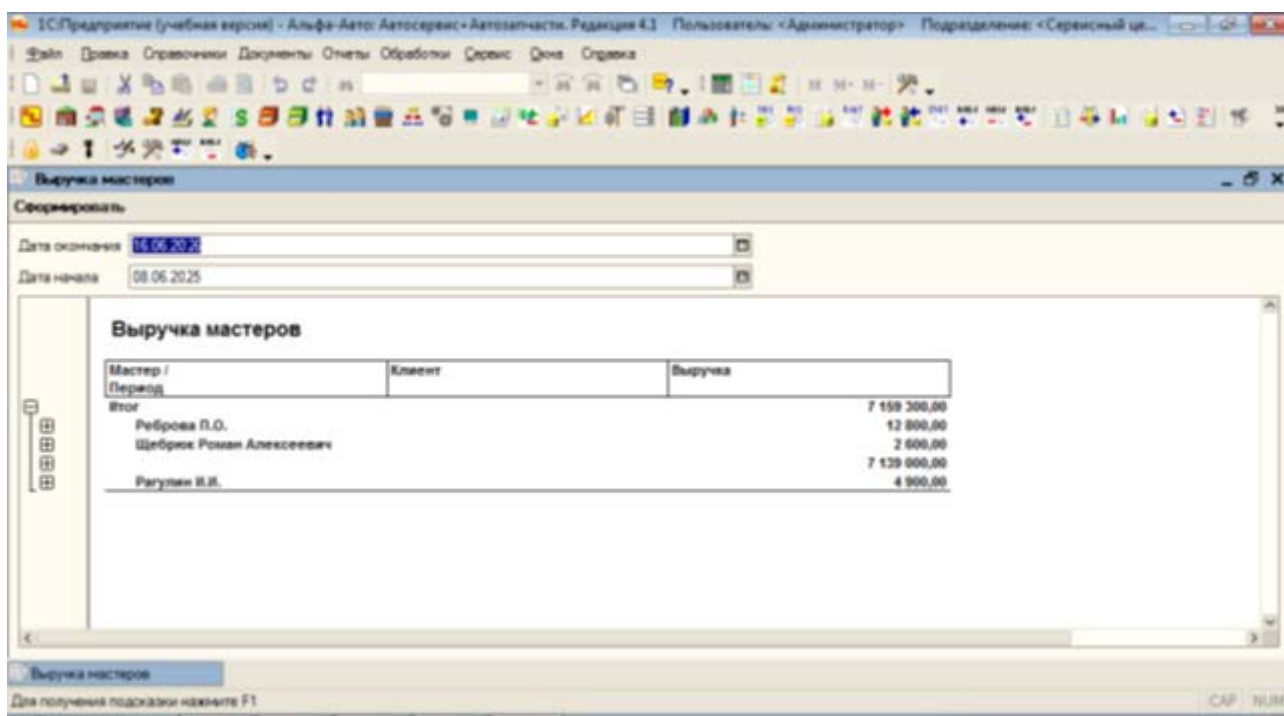 1С:Предприятие (учебная версия) - Альфа-Авто: Автосервис+Автозапчасти. Редакция 4.1 Пользователь: <Администратор> Подразделение: <Сервисный це...
Файл Правка Справочники Документы Отчеты Обработки Сервис Окна Справка
M M+ M-
Выручка мастеров
Сформировать
Дата окончания
Дата начала 08.06.2025
Выручка мастеров
Мастер / Клиент Выручка
Период
Итог 7 159 300,00
Реброва П.О. 12 800,00
Щебрюк Роман Алексеевич 2 600,00
7 139 000,00
Рагулин И.И. 4 900,00
Выручка мастеров
Для получения подсказки нажмите F1 CAP NUM